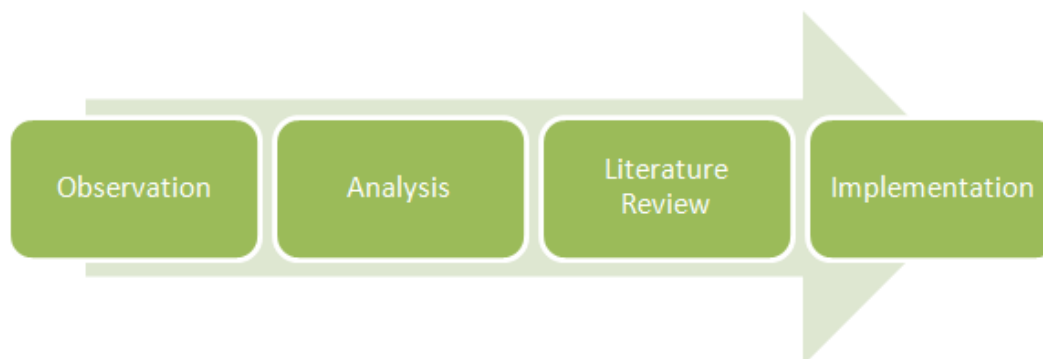 Observation
Analysis
Literature
Review
Implementation